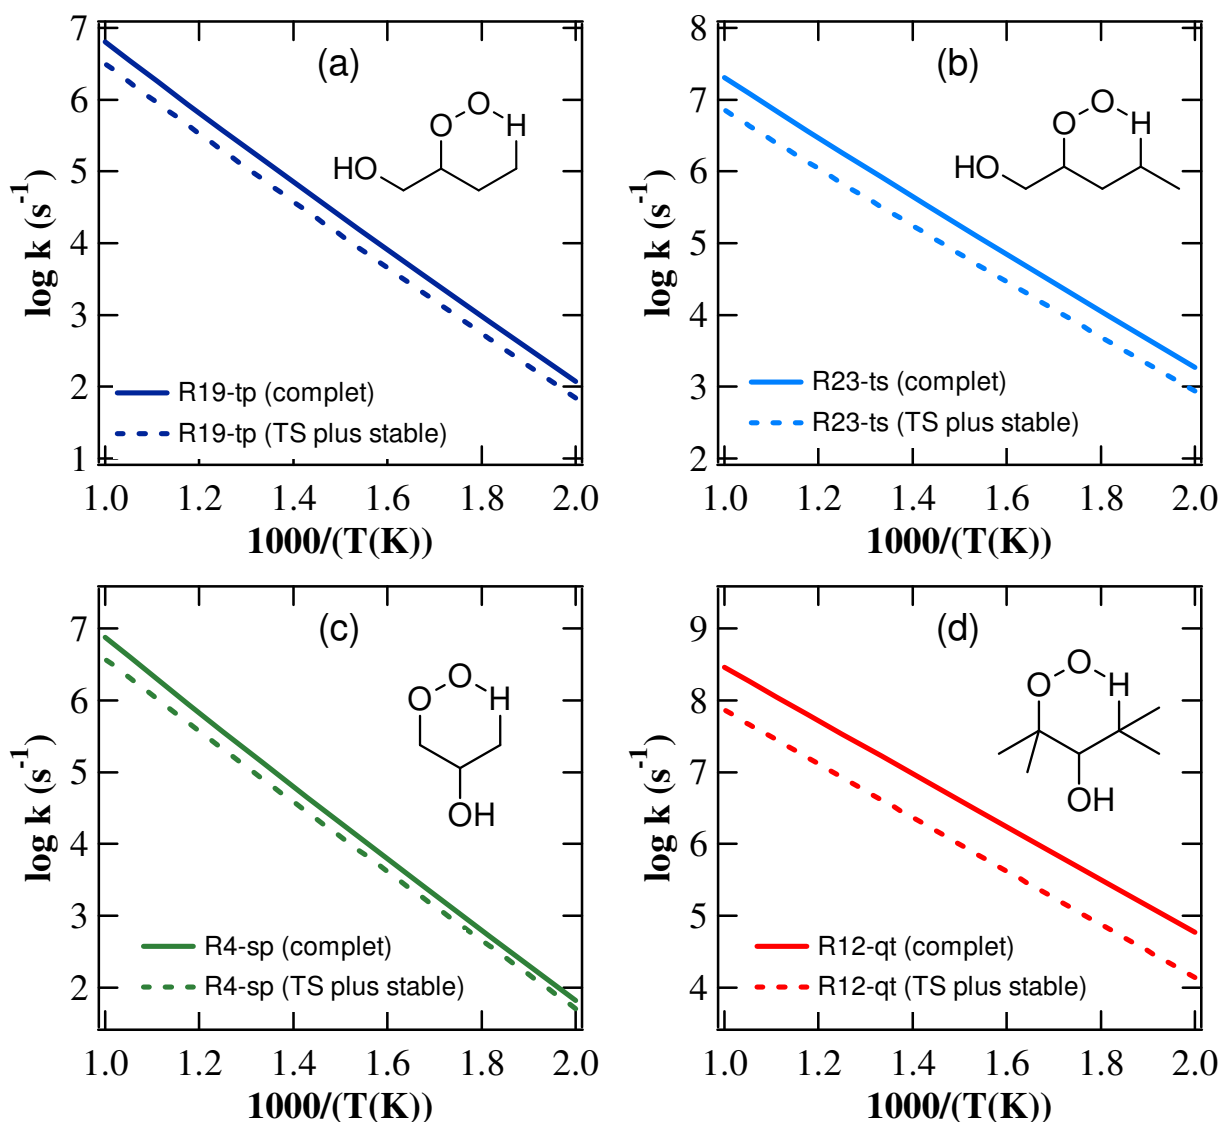 (a)
7
6
5
4
3
2
1
log k (s⁻¹)
O
O
H
HO
R19-tp (complet)
R19-tp (TS plus stable)
1.0 1.2 1.4 1.6 1.8 2.0
1000/(T(K))
(b)
8
7
6
5
4
3
2
log k (s⁻¹)
O
O
H
HO
R23-ts (complet)
R23-ts (TS plus stable)
1.0 1.2 1.4 1.6 1.8 2.0
1000/(T(K))
(c)
7
6
5
4
3
2
log k (s⁻¹)
O
O
H
OH
R4-sp (complet)
R4-sp (TS plus stable)
1.0 1.2 1.4 1.6 1.8 2.0
1000/(T(K))
(d)
9
8
7
6
5
4
log k (s⁻¹)
O
O
H
OH
R12-qt (complet)
R12-qt (TS plus stable)
1.0 1.2 1.4 1.6 1.8 2.0
1000/(T(K))